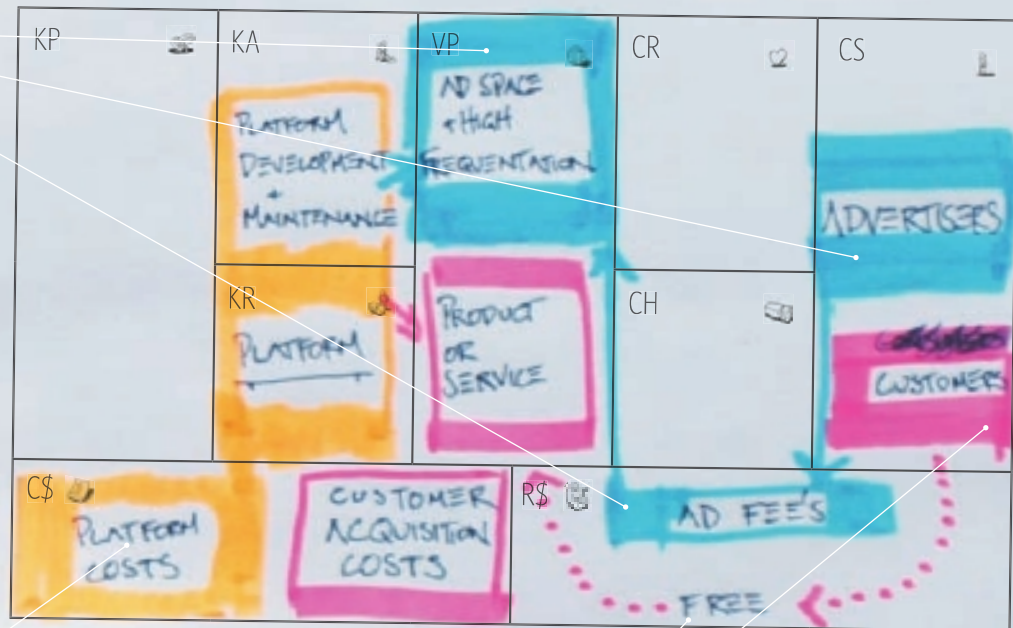 KP
KA
VP
CR
CS
PLATFORM
DEVELOPMENT
+
MAINTENANCE
AD SPACE
+ HIGH
FREQUENTATION
ADVERTISERS
KR
PLATFORM
PRODUCT
OR
SERVICE
CH
CUSTOMERS
C$
PLATFORM
COSTS
CUSTOMER
ACQUISITION
COSTS
R$
AD FEE'S
FREE